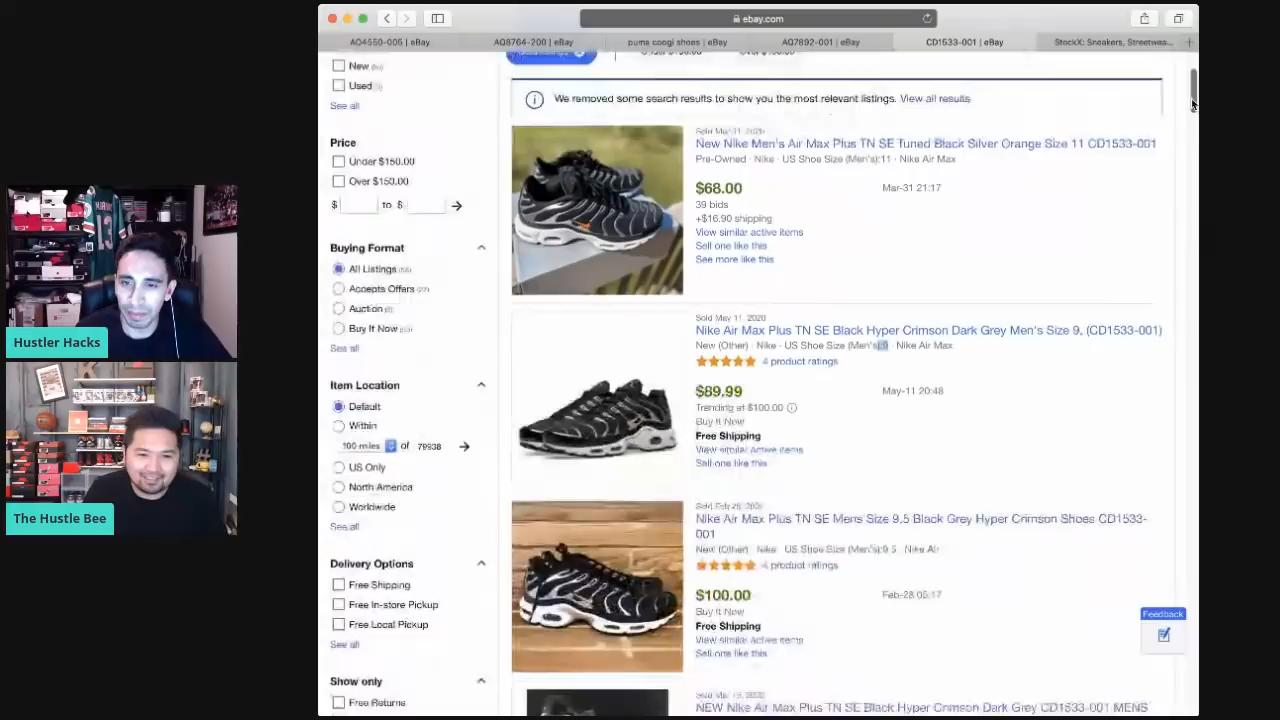 ebay.com
AQ4550-005 | eBay
AQ8764-200 | eBay
puma coogi shoes | eBay
AQ7892-001 | eBay
CD1533-001 | eBay
StockX: Sneakers, Streetwea...
New
Used
See all
Price
Under $150.00
Over $150.00
$ to $
Buying Format
All Listings
Accepts Offers
Auction
Buy It Now
See all
Item Location
Default
Within
100 miles of 79938
US Only
North America
Worldwide
See all
Delivery Options
Free Shipping
Free In-store Pickup
Free Local Pickup
See all
Show only
Free Returns
We removed some search results to show you the most relevant listings. View all results
New Nike Men's Air Max Plus TN SE Tuned Black Silver Orange Size 11 CD1533-001
Pre-Owned · Nike · US Shoe Size (Men's):11 · Nike Air Max
$68.00
Mar-31 21:17
39 bids
+$16.90 shipping
View similar active items
Sell one like this
See more like this
Sold May 11, 2020
Nike Air Max Plus TN SE Black Hyper Crimson Dark Grey Men's Size 9, (CD1533-001)
New (Other) · Nike · US Shoe Size (Men's):9 · Nike Air Max
4 product ratings
$89.99
May-11 20:48
Trending at $100.00
Buy It Now
Free Shipping
View similar active items
Sell one like this
Nike Air Max Plus TN SE Mens Size 9.5 Black Grey Hyper Crimson Shoes CD1533-
001
New (Other) · Nike · US Shoe Size (Men's):9.5 · Nike Air
4 product ratings
$100.00
Feb-28 05:17
Buy It Now
Free Shipping
View similar active items
Sell one like this
NEW Nike Air Max Plus TN SE Black Hyper Crimson Dark Grey CD1533-001 MENS
Feedback
Hustler Hacks
The Hustle Bee